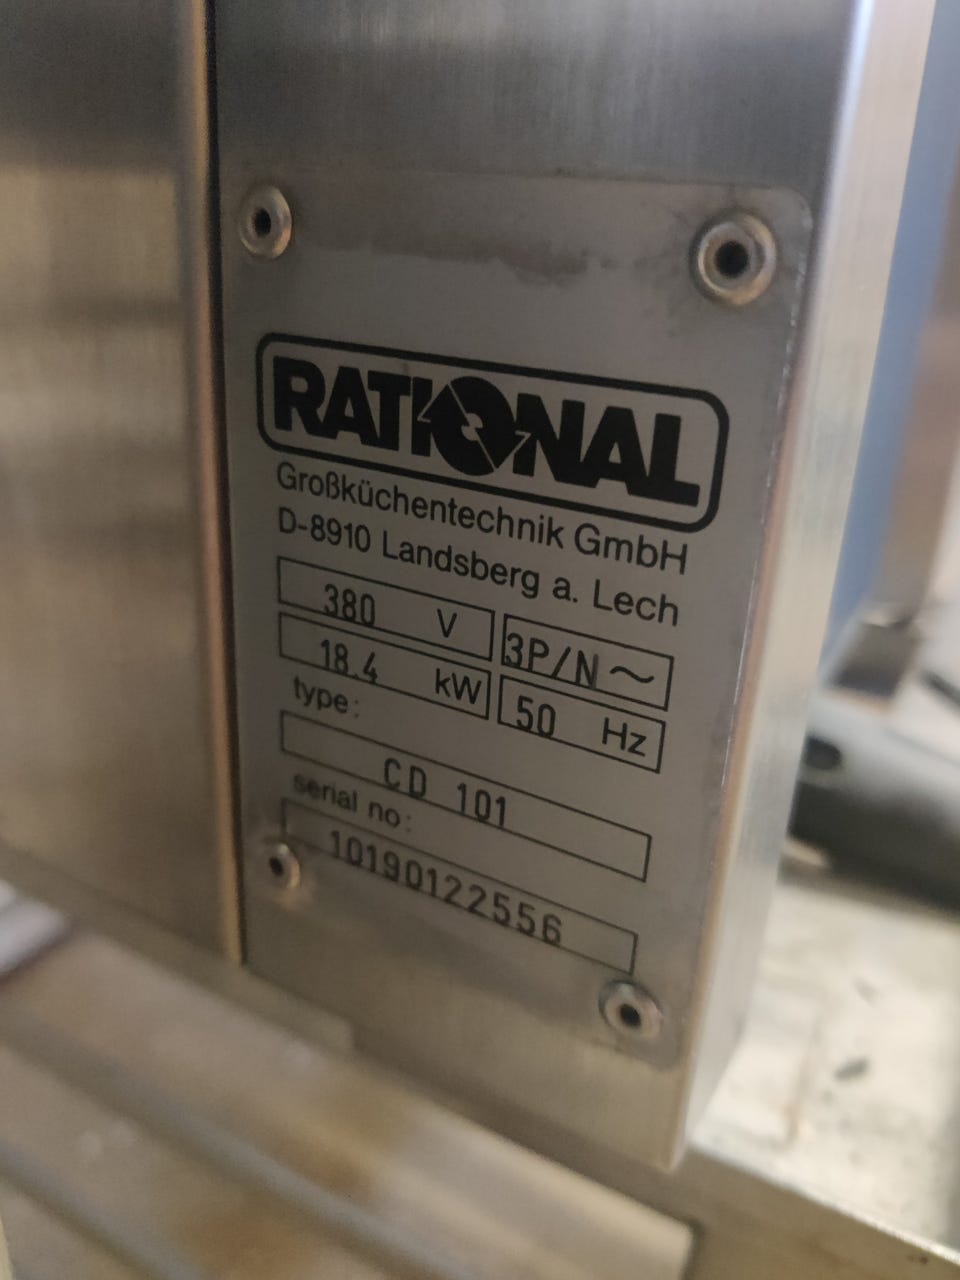 RATIONAL
Großküchentechnik GmbH
D-8910 Landsberg a. Lech
380 V 3P/N ~
18.4 kW 50 Hz
type:
CD 101
serial no:
10190122556